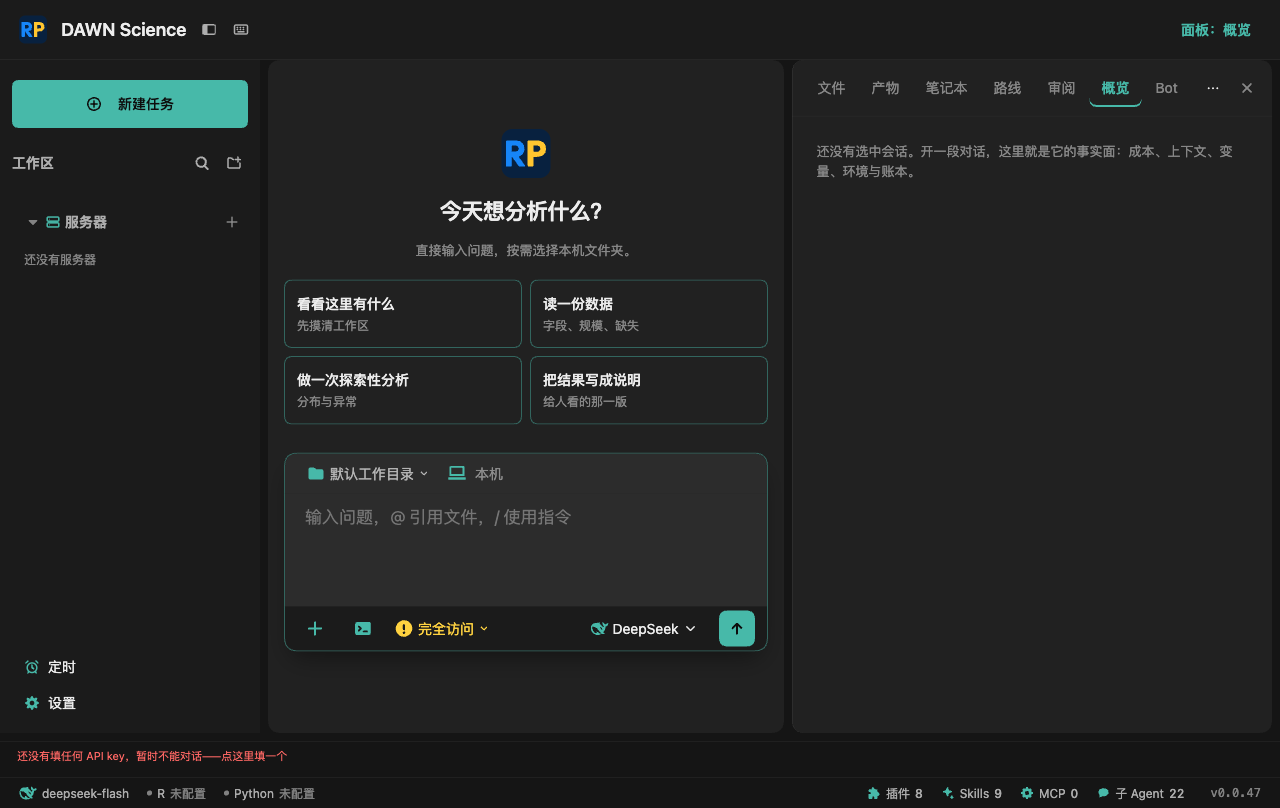 RP DAWN Science
面板：概览
新建任务
工作区
服务器
还没有服务器
定时
设置
RP
今天想分析什么?
直接输入问题，按需选择本机文件夹。
看看这里有什么
先摸清工作区
读一份数据
字段、规模、缺失
做一次探索性分析
分布与异常
把结果写成说明
给人看的那一版
默认工作目录 本机
输入问题，@ 引用文件，/ 使用指令
完全访问 DeepSeek
文件 产物 笔记本 路线 审阅 概览 Bot ...
还没有选中会话。开一段对话，这里就是它的事实面：成本、上下文、变
量、环境与账本。
还没有填任何 API key，暂时不能对话——点这里填一个
deepseek-flash R 未配置 Python 未配置 插件 8 Skills 9 MCP 0 子 Agent 22 v0.0.47